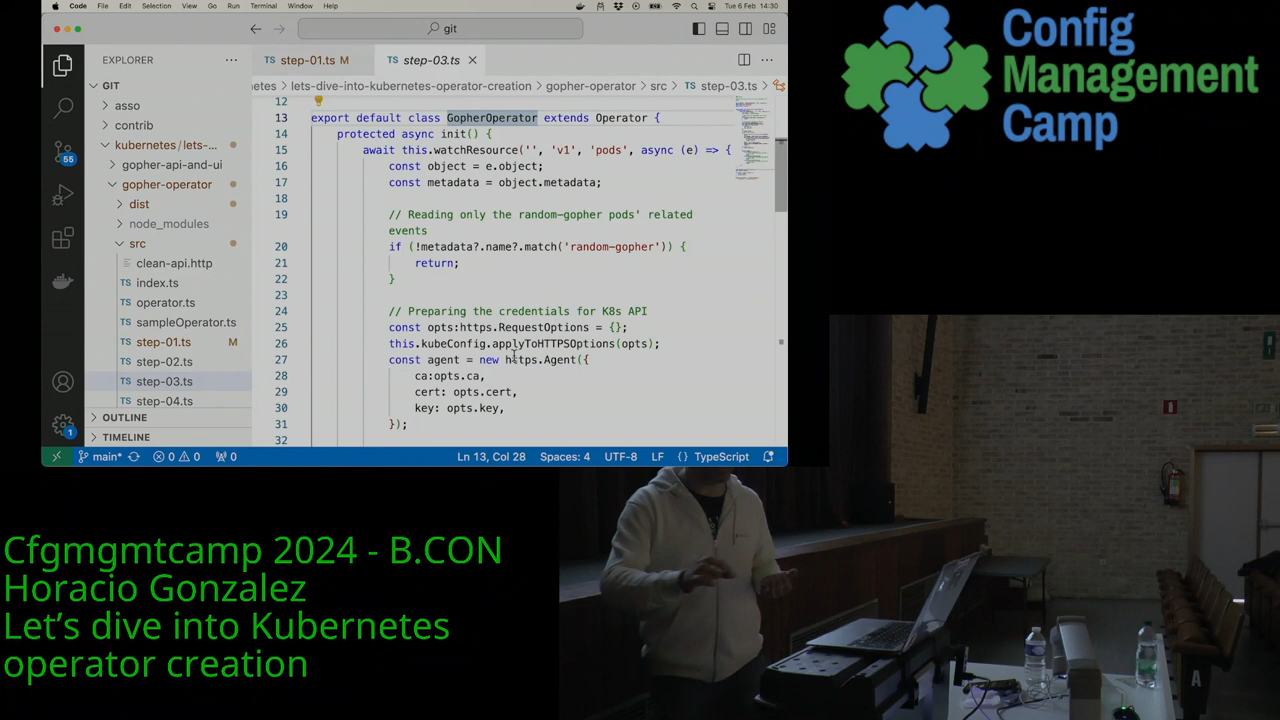 Code File Edit Selection View Go Run Terminal Window Help Tue 6 Feb 14:30
git
EXPLORER
GIT
asso
contrib
kubernetes / lets-...
gopher-api-and-ui
gopher-operator
dist
node_modules
src
clean-api.http
index.ts
operator.ts
sampleOperator.ts
step-01.ts M
step-02.ts
step-03.ts
step-04.ts
OUTLINE
TIMELINE
55
1
TS step-01.ts M TS step-03.ts
netes > lets-dive-into-kubernetes-operator-creation > gopher-operator > src > TS step-03.ts
12
13 export default class GopherOperator extends Operator {
14 protected async init() {
15 await this.watchResource('', 'v1', 'pods', async (e) => {
16 const object = e.object;
17 const metadata = object.metadata;
18
19 // Reading only the random-gopher pods' related
events
20 if (!metadata?.name?.match('random-gopher')) {
21 return;
22 }
23
24 // Preparing the credentials for K8s API
25 const opts:https.RequestOptions = {};
26 this.kubeConfig.applyToHTTPSOptions(opts);
27 const agent = new https.Agent({
28 ca:opts.ca,
29 cert: opts.cert,
30 key: opts.key,
31 });
32
main* 0 0 0 Ln 13, Col 28 Spaces: 4 UTF-8 LF {} TypeScript
Config
Management
Camp
A
Cfgmgmtcamp 2024 - B.CON
Horacio Gonzalez
Let’s dive into Kubernetes
operator creation